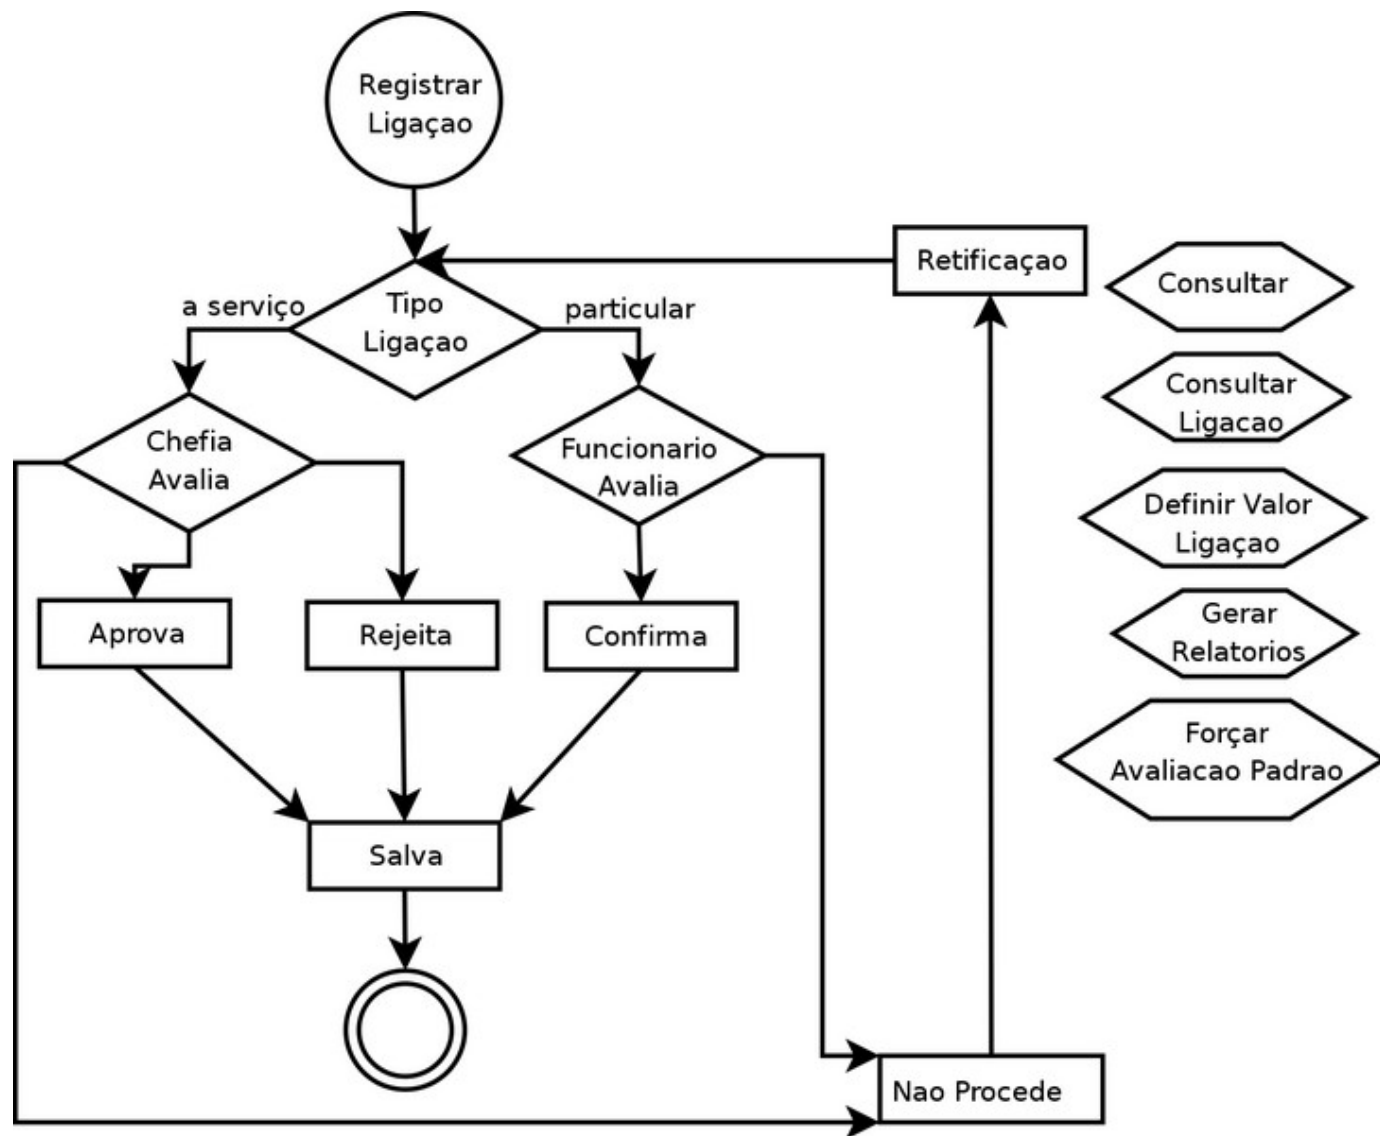 Registrar
Ligaçao
Retificaçao
a serviço
Tipo
Ligaçao
particular
Chefia
Avalia
Funcionario
Avalia
Aprova
Rejeita
Confirma
Salva
Nao Procede
Consultar
Consultar
Ligacao
Definir Valor
Ligaçao
Gerar
Relatorios
Forçar
Avaliacao Padrao